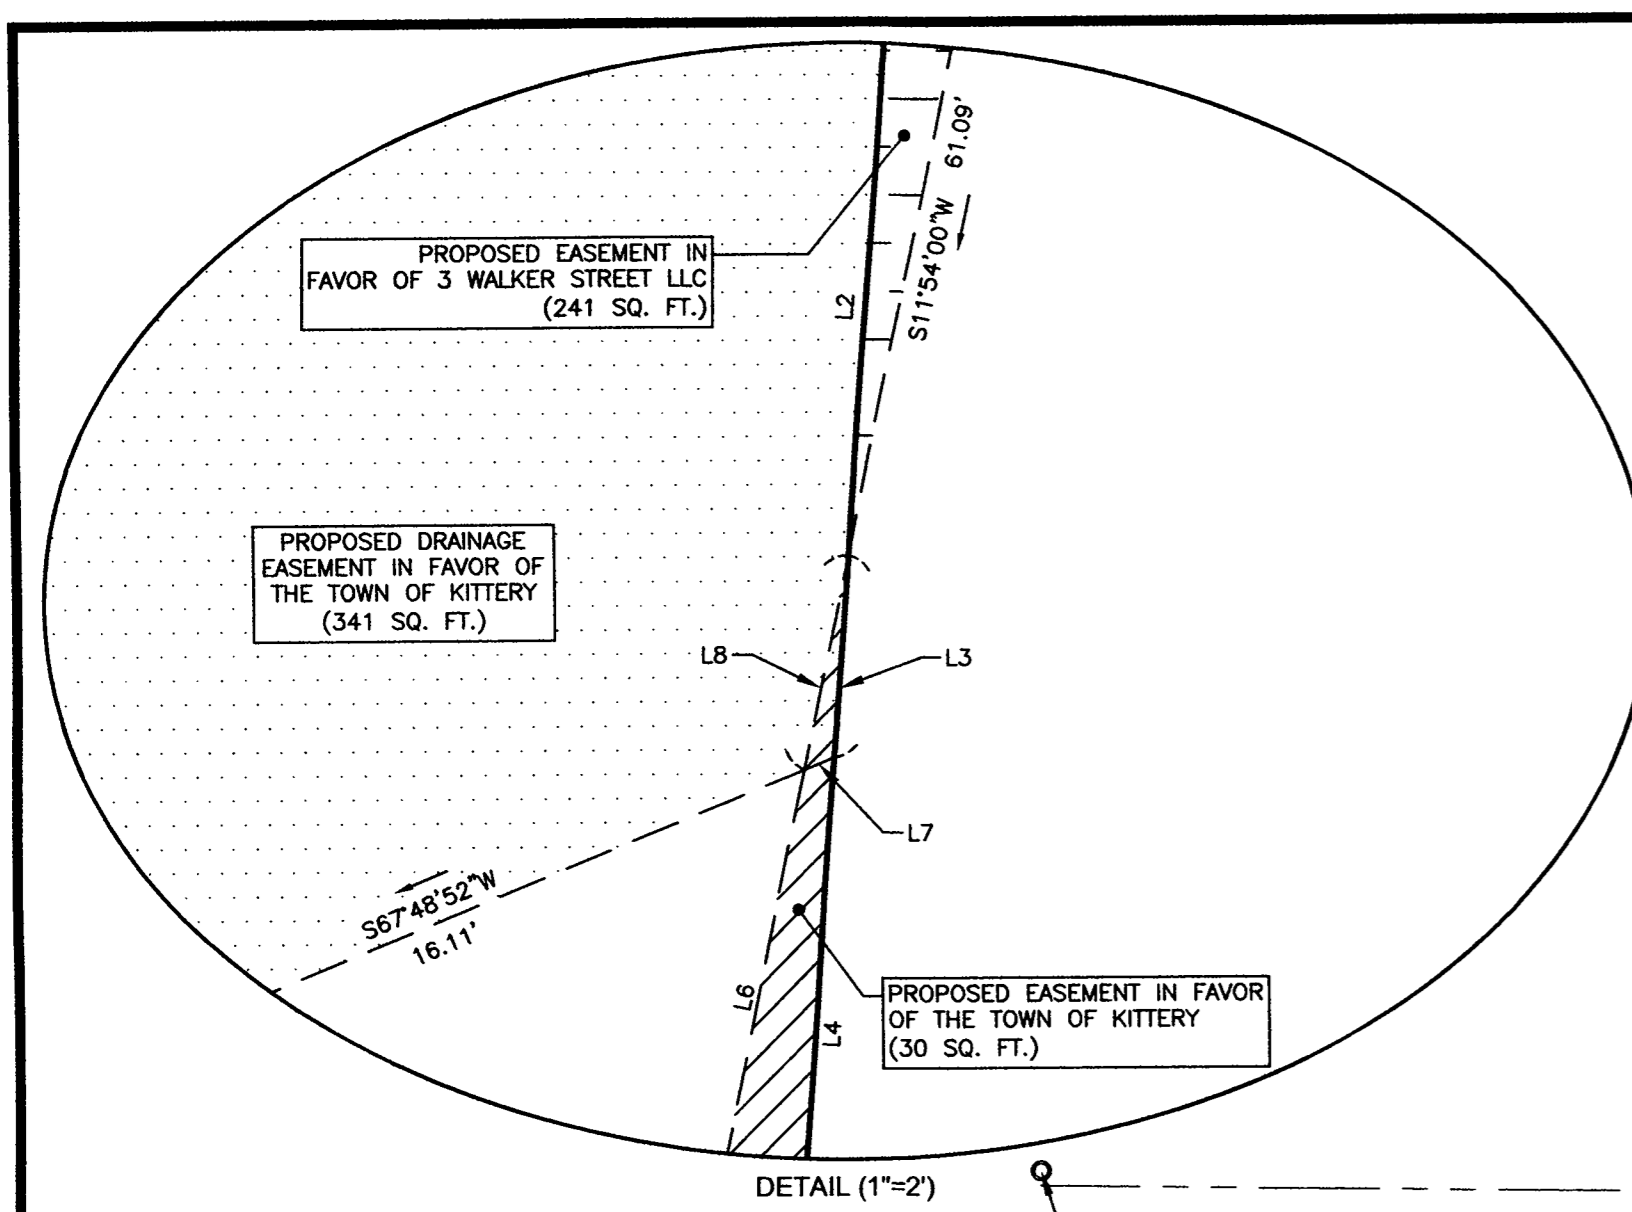 61.09'
S11°54'00"W
PROPOSED EASEMENT IN
FAVOR OF 3 WALKER STREET LLC
(241 SQ. FT.)
L2
PROPOSED DRAINAGE
EASEMENT IN FAVOR OF
THE TOWN OF KITTERY
(341 SQ. FT.)
L8
L3
L7
S67°48'52"W
16.11'
L6
L4
PROPOSED EASEMENT IN FAVOR
OF THE TOWN OF KITTERY
(30 SQ. FT.)
DETAIL (1"=2')